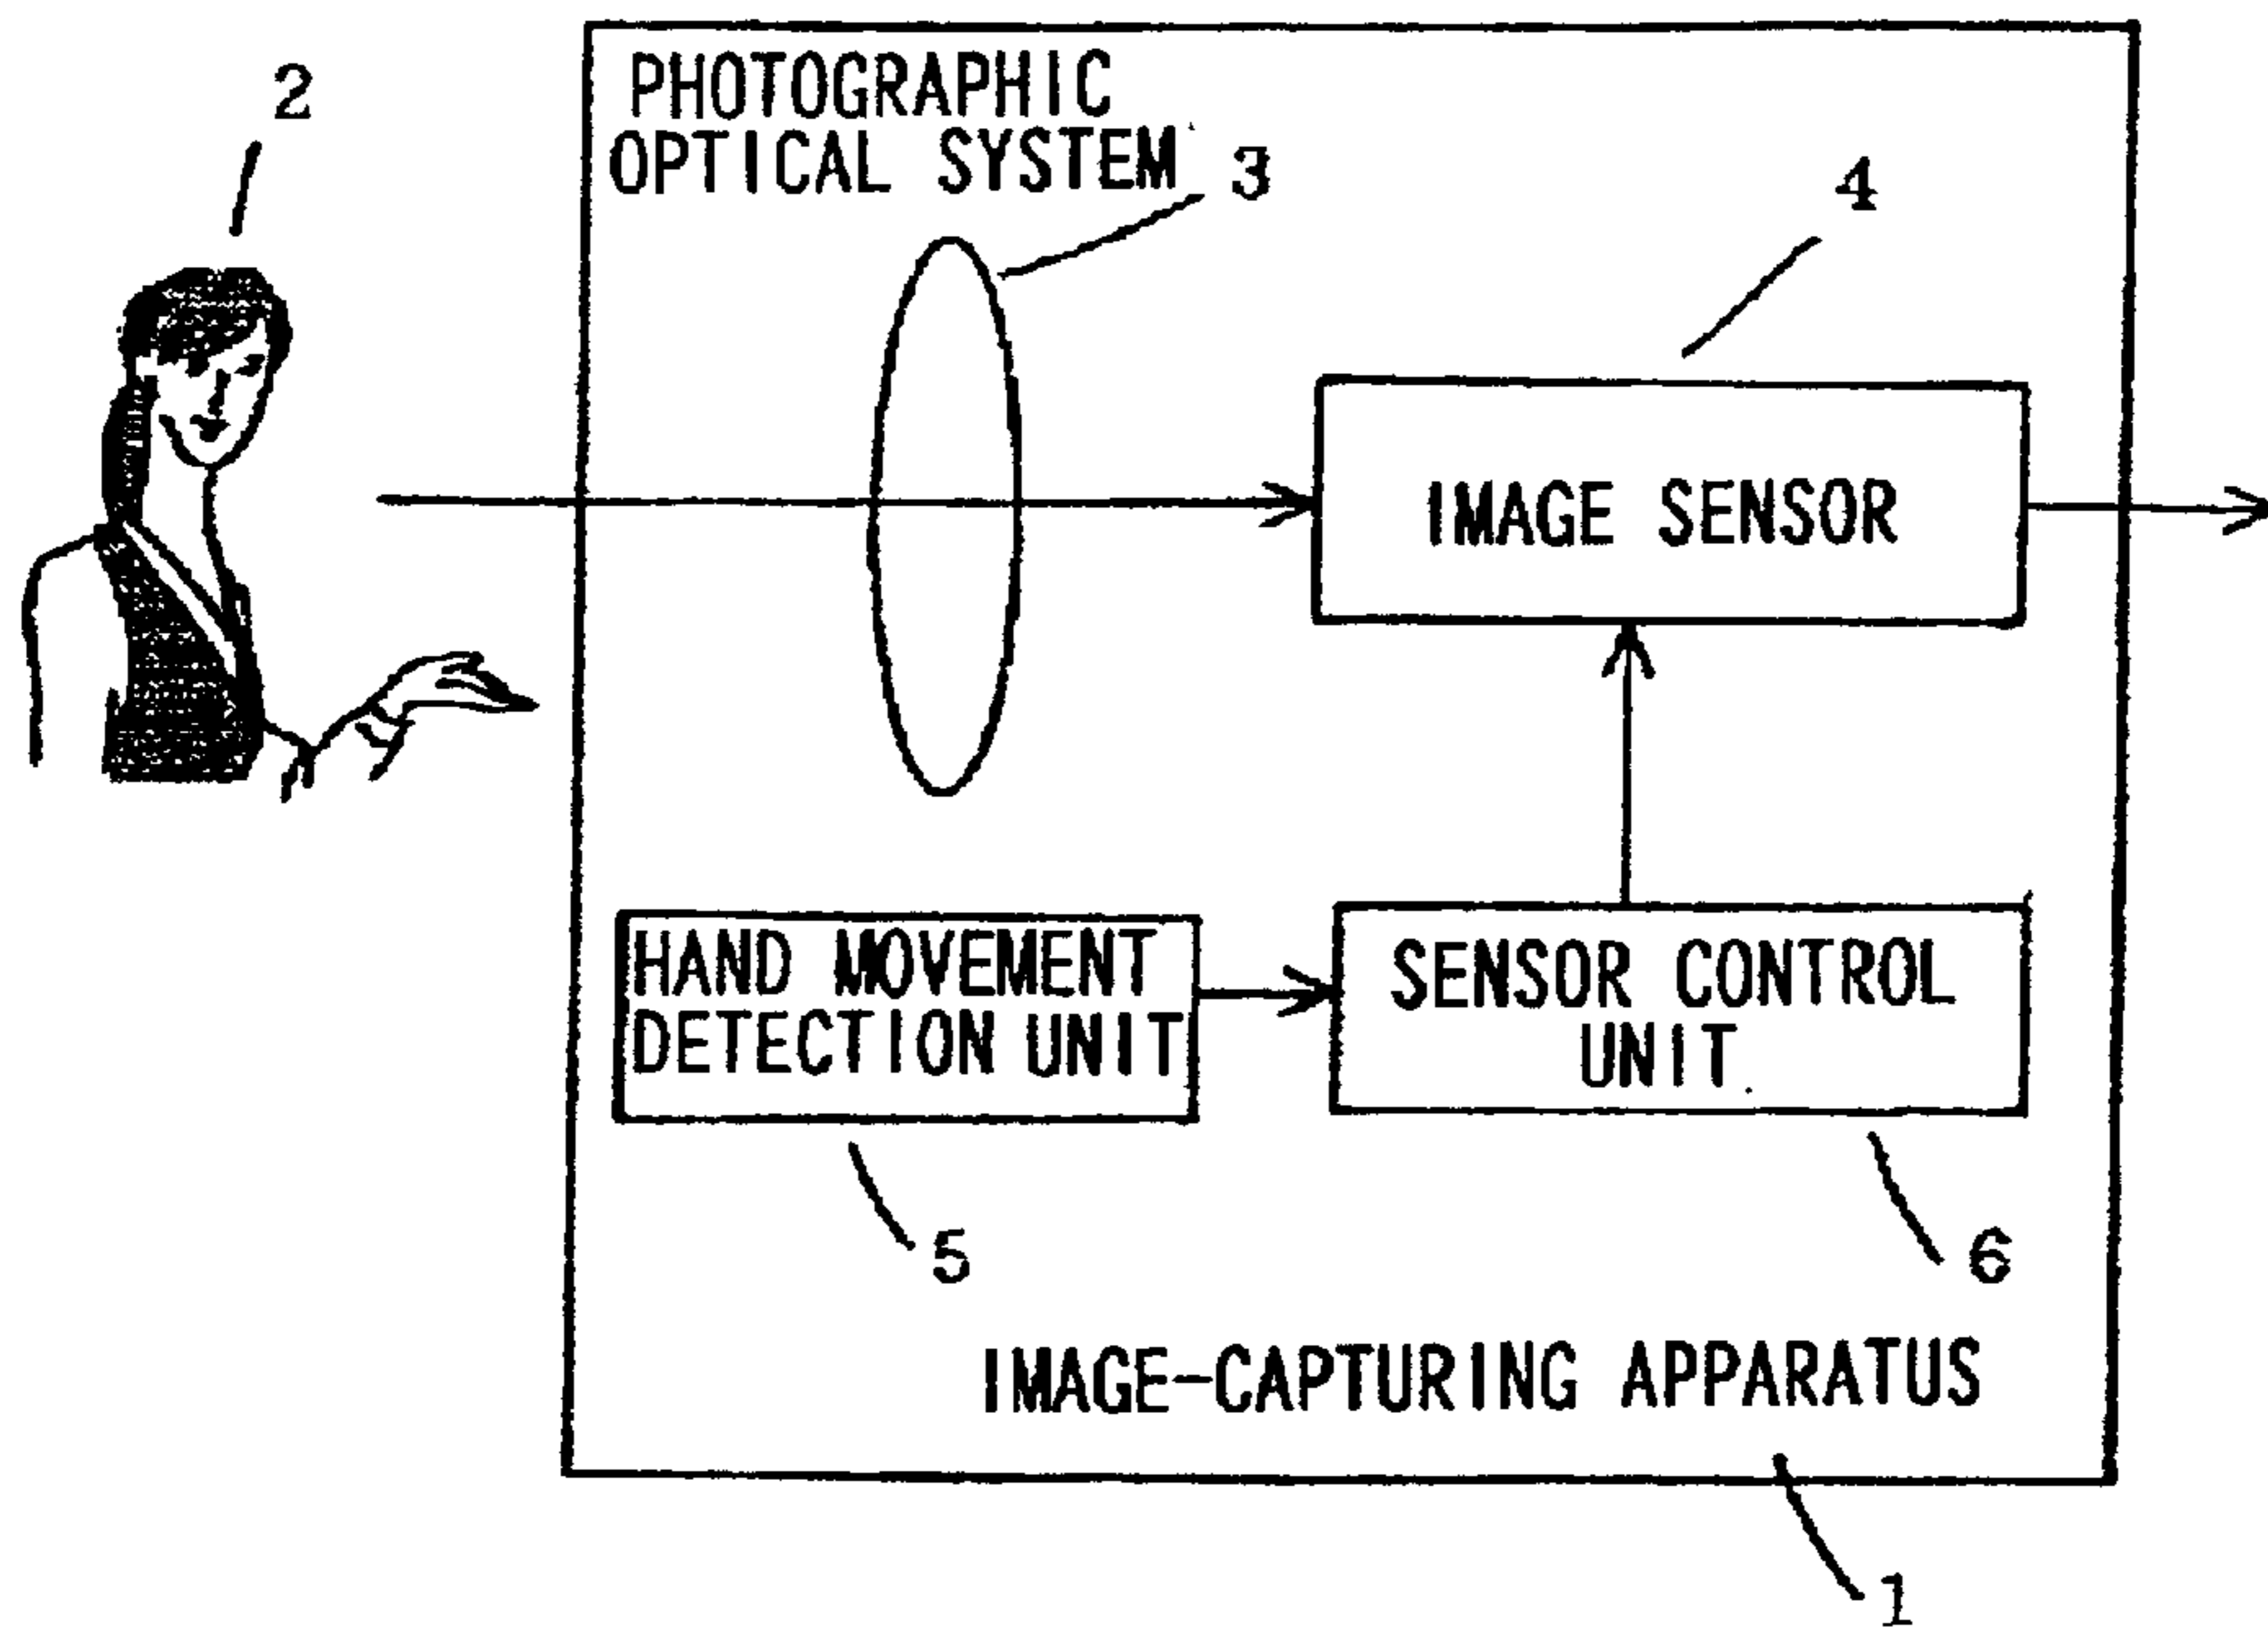 2
PHOTOGRAPHIC
OPTICAL SYSTEM
3
4
IMAGE SENSOR
HAND MOVEMENT
DETECTION UNIT
SENSOR CONTROL
UNIT
5
6
IMAGE-CAPTURING APPARATUS
1